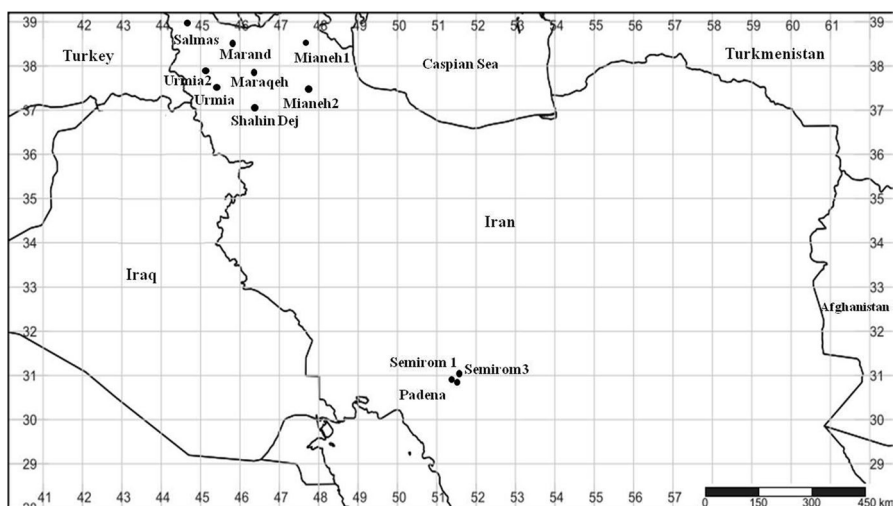 39 42 43 44 45 46 47 48 49 50 51 52 53 54 55 56 57 58 59 60 61 39
Salmas
Marand
Mianeh1
Turkey
Caspian Sea
Turkmenistan
38 38
Urmia2 Maraqeh
Urmia
Mianeh2
Shahin Dej
37 37
36 36
35 35
Iran
34 34
Iraq
33 33
Afghanistan
32 32
Semirom 1
Semirom3
31 31
Padena
30 30
29 29
41 42 43 44 45 46 47 48 49 50 51 52 53 54 55 56 57
0 150 300 450 km